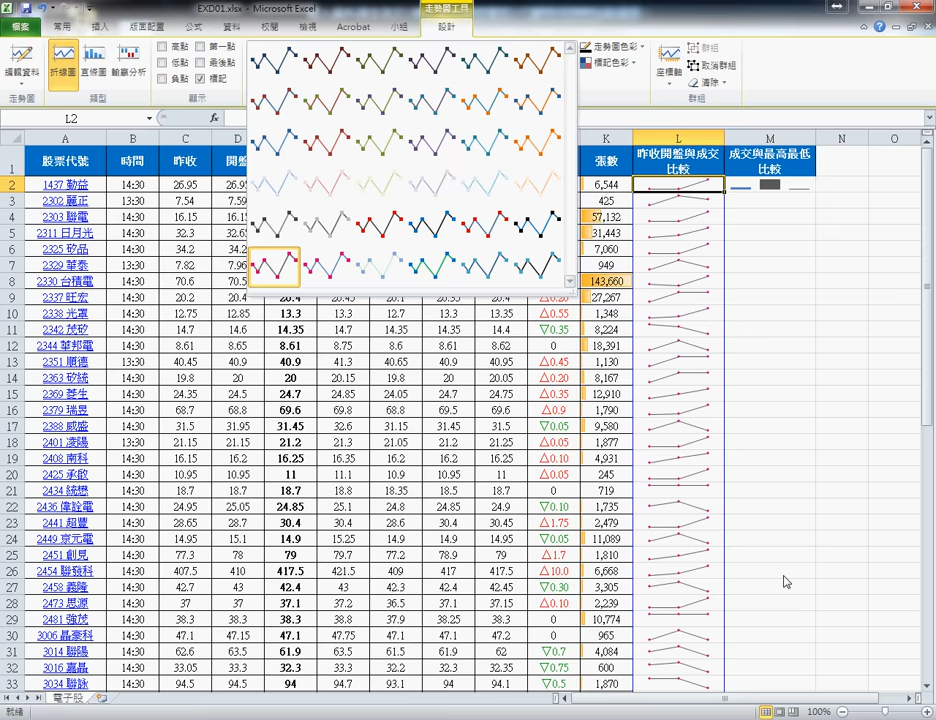 EXD01.xlsx - Microsoft Excel
走勢圖工具
檔案 常用 插入 版面配置 公式 資料 校閱 檢視 Acrobat 小組 設計
編輯資料 折線圖 直條圖 輸贏分析
高點 第一點
低點 最後點
負點 標記
走勢圖色彩
標記色彩
座標軸
群組
取消群組
清除
走勢圖 類型 顯示 群組
L2 fx
A B C D K L M N O
1 股票代號 時間 昨收 開盤 張數 昨收開盤與成交比較 成交與最高最低比較
2 1437 勤益 14:30 26.95 26.95 6,544
3 2302 麗正 13:30 7.54 7.59 425
4 2303 聯電 14:30 16.15 16.2 57,132
5 2311 日月光 14:30 32.3 32.65 31,443
6 2325 矽品 14:30 34.2 34.2 7,060
7 2329 華泰 14:30 7.82 7.96 949
8 2330 台積電 14:30 70.6 70.5 143,660
9 2337 旺宏 14:30 20.2 20.4 20.4 20.45 20.1 20.35 20.4 △0.20 27,267
10 2338 光罩 14:30 12.75 12.85 13.3 13.3 12.7 13.3 13.35 △0.55 1,348
11 2342 茂矽 14:30 14.7 14.6 14.35 14.7 14.35 14.35 14.4 ▽0.35 8,224
12 2344 華邦電 14:30 8.61 8.65 8.61 8.75 8.6 8.61 8.62 0 18,391
13 2351 順德 13:30 40.45 40.9 40.9 41.3 40.65 40.9 40.95 △0.45 1,130
14 2363 矽統 14:30 19.8 20 20 20.15 19.8 20 20.05 △0.20 8,167
15 2369 菱生 14:30 24.35 24.5 24.7 24.85 24.05 24.7 24.75 △0.35 12,910
16 2379 瑞昱 14:30 68.7 68.8 69.6 69.6 68.8 69.5 69.6 △0.9 1,790
17 2388 威盛 14:30 31.5 31.95 31.45 32.6 31.15 31.45 31.5 ▽0.05 9,580
18 2401 凌陽 13:30 21.15 21.15 21.2 21.35 21.05 21.2 21.25 △0.05 1,877
19 2408 南科 14:30 16.15 16.15 16.25 16.35 16.2 16.2 16.25 △0.10 4,931
20 2425 承啟 14:30 10.95 10.95 11 11.1 10.9 10.95 11 △0.05 245
21 2434 統懋 14:30 18.7 18.7 18.7 18.8 18.35 18.5 18.7 0 719
22 2436 偉詮電 14:30 24.95 25.05 24.85 25.1 24.8 24.85 24.9 ▽0.10 1,735
23 2441 超豐 14:30 28.65 28.7 30.4 30.4 28.6 30.4 30.45 △1.75 2,479
24 2449 京元電 14:30 14.95 15.1 14.9 15.25 14.9 14.9 14.95 ▽0.05 11,089
25 2451 創見 14:30 77.3 78 79 79.7 77.2 78.9 79 △1.7 1,810
26 2454 聯發科 14:30 407.5 410 417.5 421.5 409 417 417.5 △10.0 6,668
27 2458 義隆 14:30 42.7 43 42.4 43 42.3 42.4 42.45 ▽0.30 3,305
28 2473 思源 14:30 37 37 37.1 37.2 36.5 37.1 37.15 △0.10 2,239
29 2481 強茂 14:30 38.3 38.3 38.3 38.8 37.9 38.25 38.3 0 10,774
30 3006 晶豪科 14:30 47.1 47.15 47.1 47.75 47.1 47.1 47.2 0 965
31 3014 聯陽 14:30 62.6 63.5 61.9 63.5 61.5 61.9 62 ▽0.7 4,084
32 3016 嘉晶 14:30 33.05 33.3 32.3 33.3 32.3 32.3 32.35 ▽0.75 600
33 3034 聯詠 14:30 94.5 94.5 94 94.7 93.1 94 94.1 ▽0.5 1,870
電子股
就緒 100%